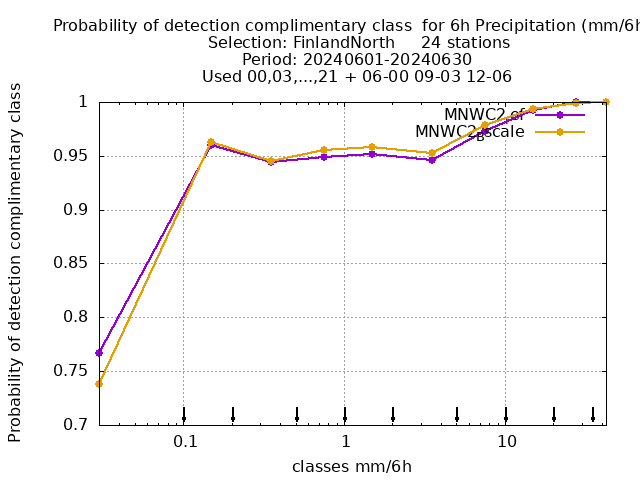 Probability of detection complimentary class  for 6h Precipitation (mm/6h
Selection: FinlandNorth     24 stations
Period: 20240601-20240630
Used 00,03,...,21 + 06-00 09-03 12-06
Probability of detection complimentary class
1
0.95
0.9
0.85
0.8
0.75
0.7
MNWC2
MNWC2
0.1
1
10
classes mm/6h